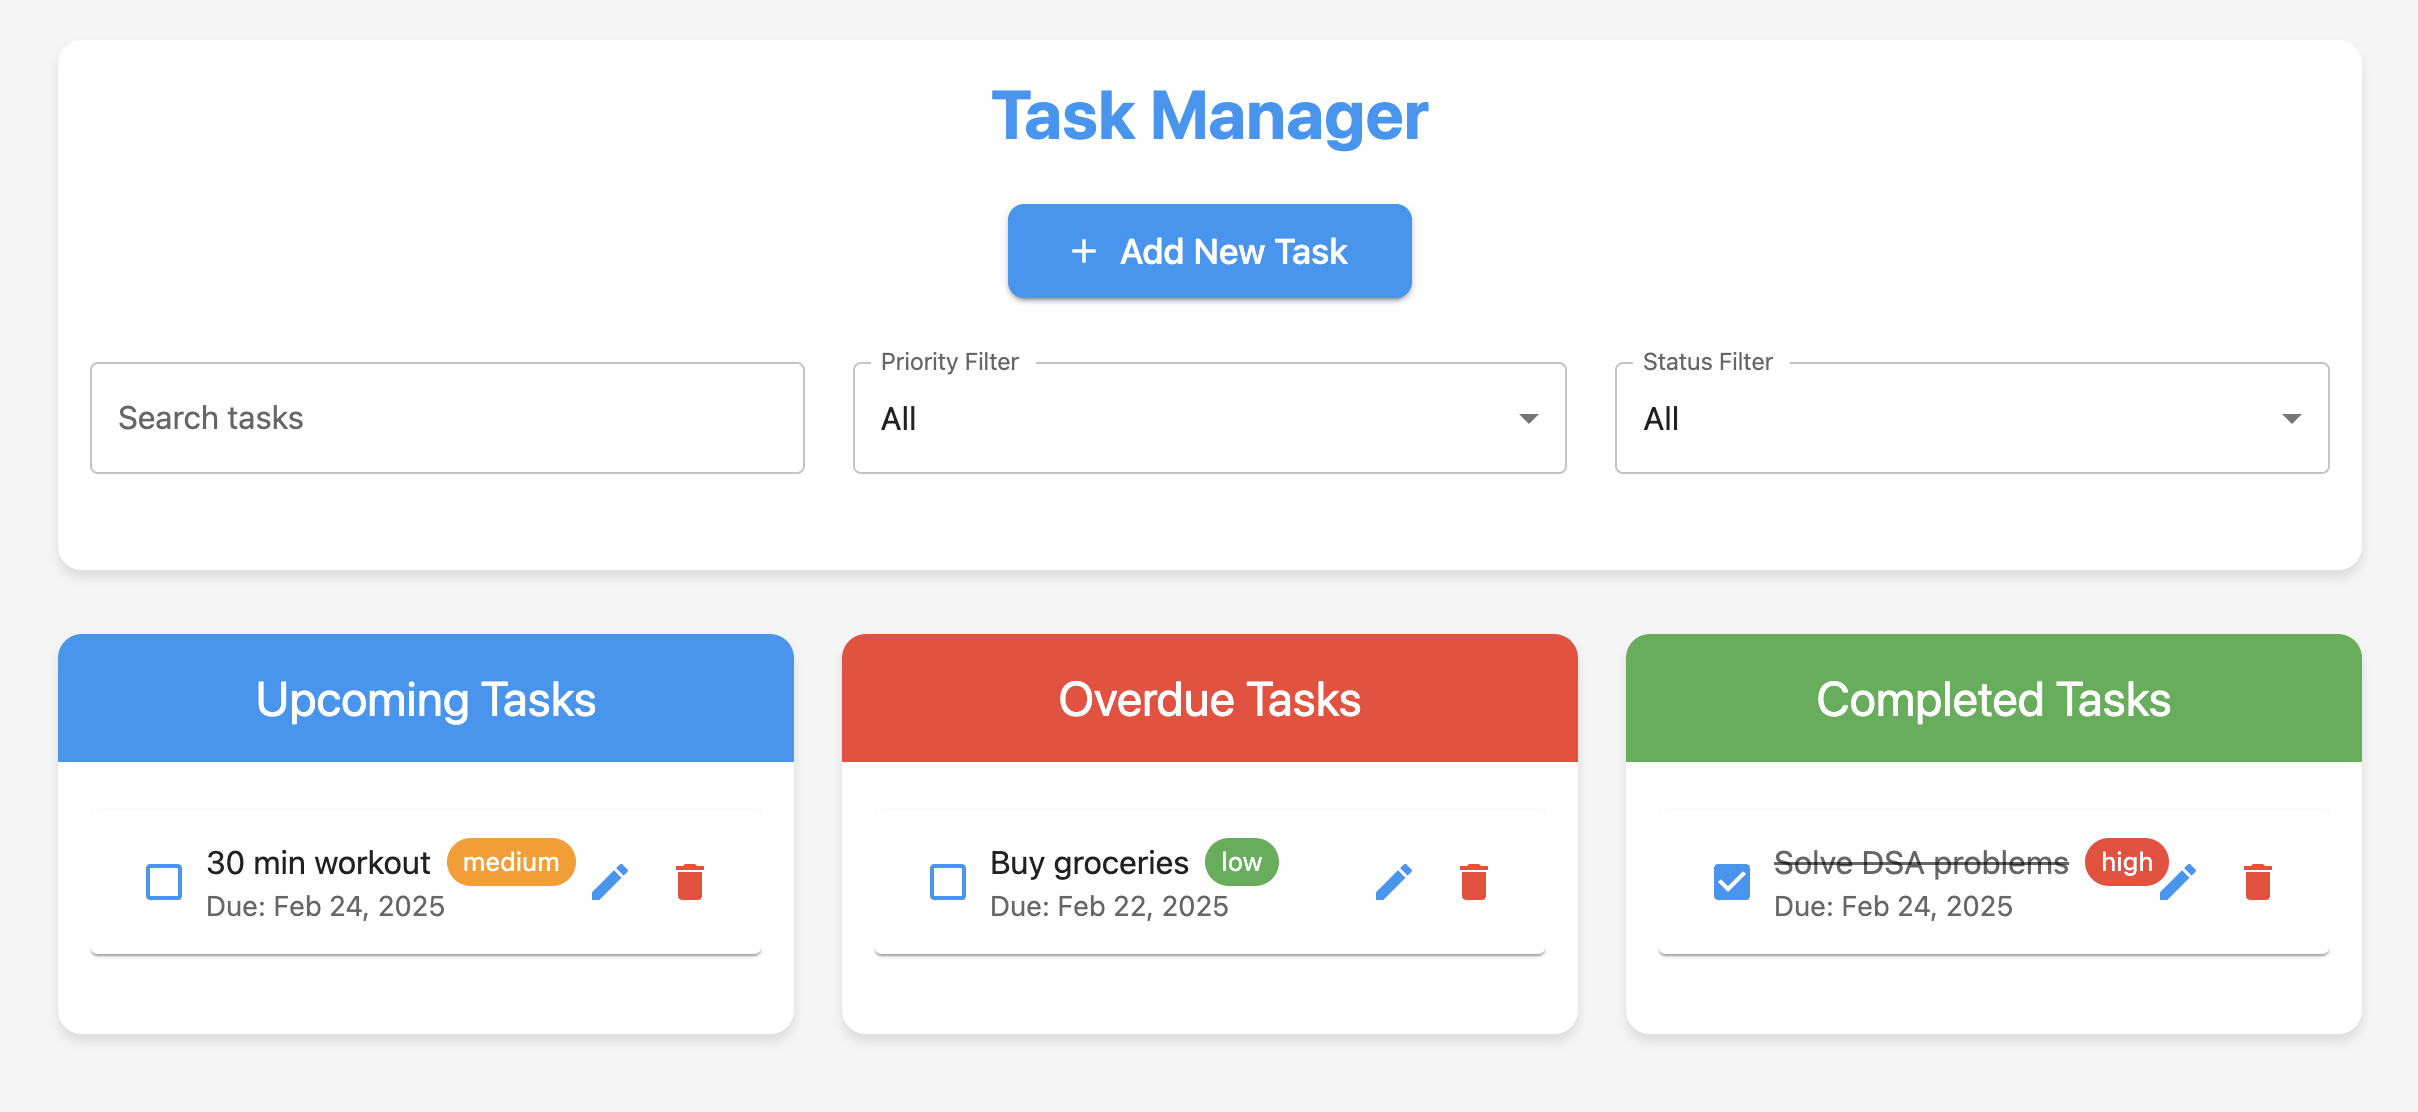 Task Manager
+ Add New Task
Search tasks
Priority Filter
All
Status Filter
All
Upcoming Tasks
30 min workout medium
Due: Feb 24, 2025
Overdue Tasks
Buy groceries low
Due: Feb 22, 2025
Completed Tasks
Solve DSA problems high
Due: Feb 24, 2025